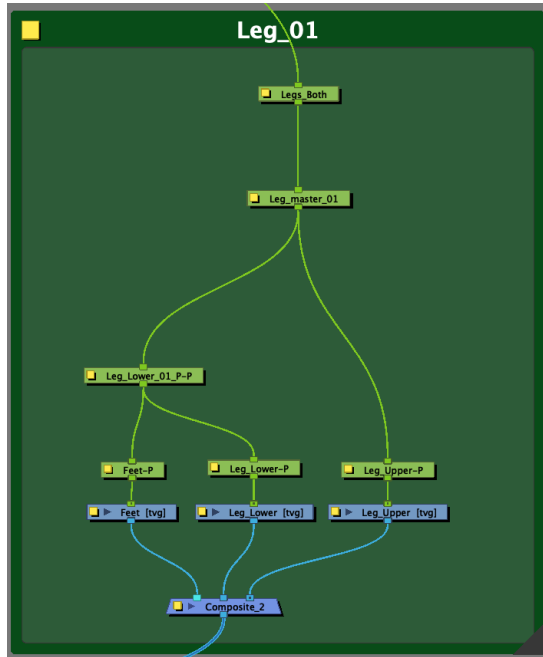 Leg_01
Legs_Both
Leg_master_01
Leg_Lower_01_P-P
Feet-P
Leg_Lower-P
Leg_Upper-P
Feet [tvg]
Leg_Lower [tvg]
Leg_Upper [tvg]
Composite_2